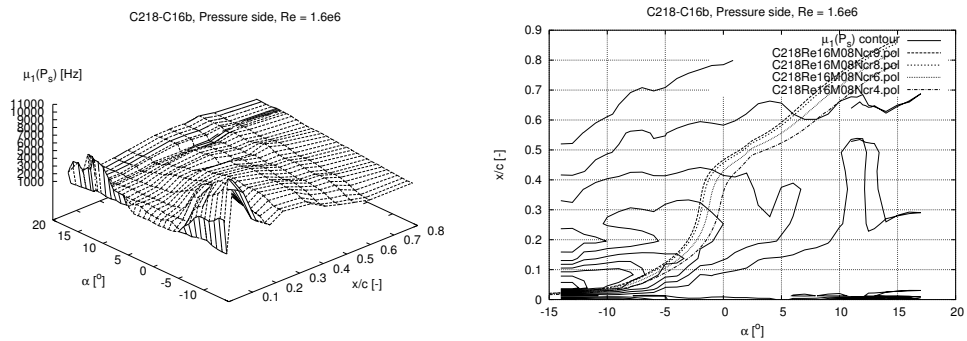 C218-C16b, Pressure side, Re = 1.6e6
μ1(Ps) [Hz]
11000
10000
9000
8000
7000
6000
5000
4000
3000
2000
1000
20
15
10
5
0
-5
-10
α [o]
0.1
0.2
0.3
0.4
0.5
0.6
0.7
0.8
x/c [-]
C218-C16b, Pressure side, Re = 1.6e6
μ1(Ps) contour
C218Re16M08Ncr9.pol
C218Re16M08Ncr8.pol
C218Re16M08Ncr6.pol
C218Re16M08Ncr4.pol
0.9
0.8
0.7
0.6
0.5
0.4
0.3
0.2
0.1
0
x/c [-]
-15 -10 -5 0 5 10 15 20
α [o]